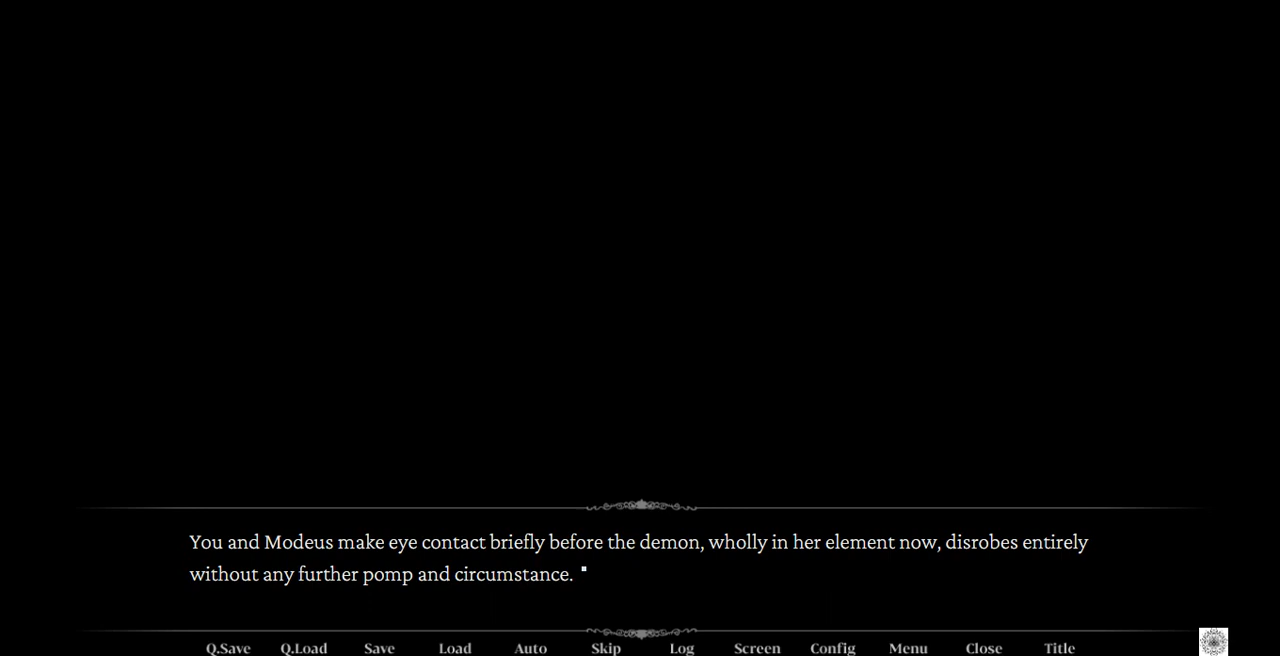 You and Modeus make eye contact briefly before the demon, wholly in her element now, disrobes entirely
without any further pomp and circumstance.
Q.Save Q.Load Save Load Auto Skip Log Screen Config Menu Close Title